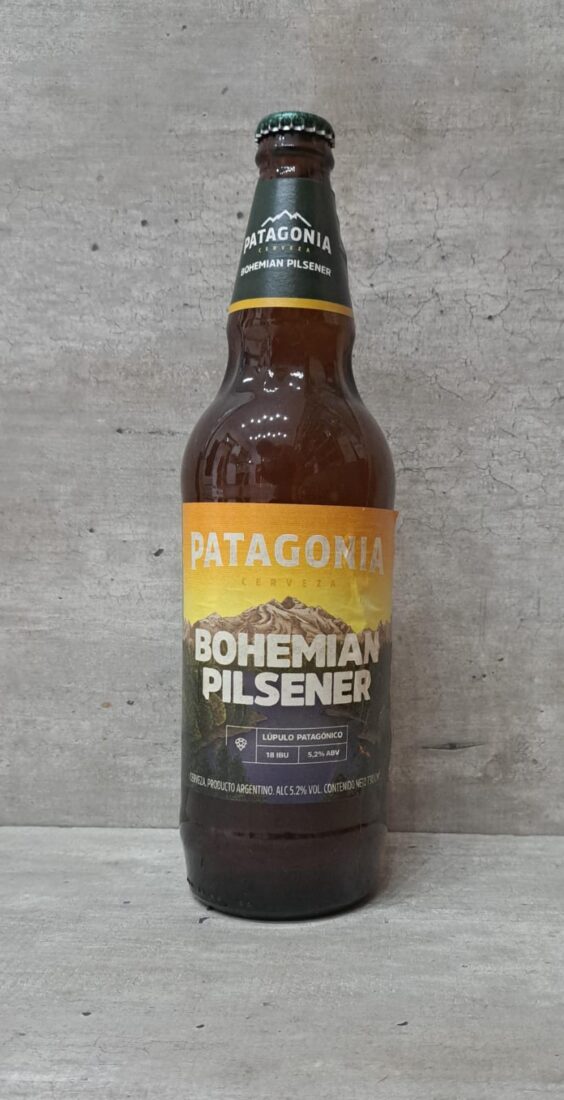 PATAGONIA
CERVEZA
BOHEMIAN PILSENER
PATAGONIA
CERVEZA
BOHEMIAN
PILSENER
LÚPULO PATAGÓNICO
18 IBU
5,2% ABV
CERVEZA, PRODUCTO ARGENTINO. ALC 5.2% VOL. CONTENIDO NETO